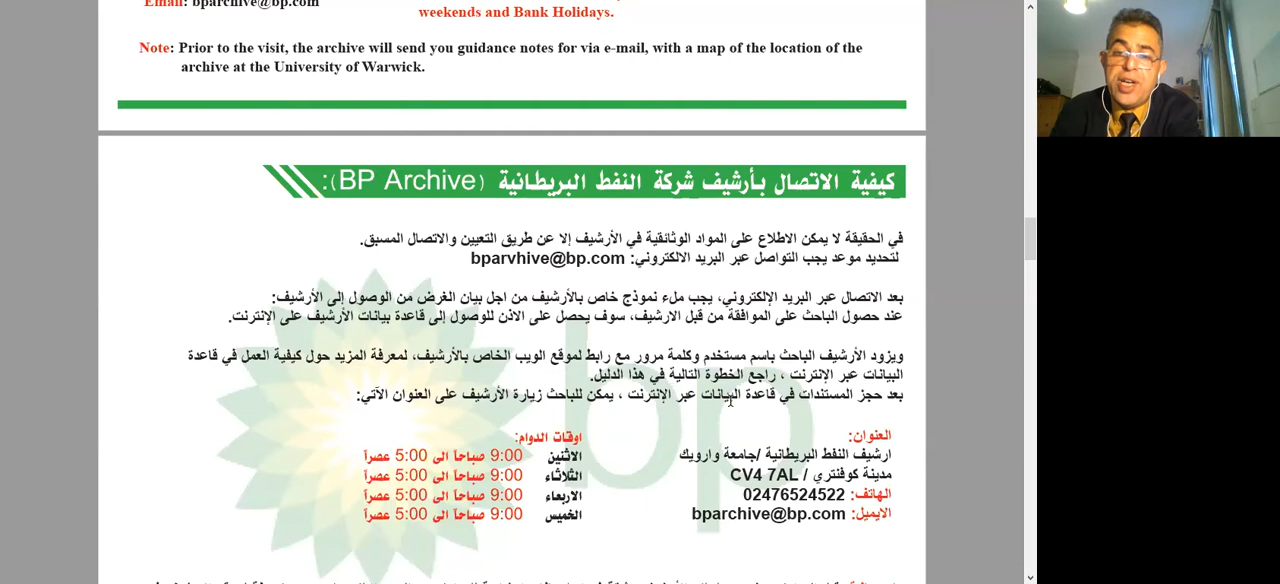 Email: bparchive@bp.com
weekends and Bank Holidays.
Note: Prior to the visit, the archive will send you guidance notes for via e-mail, with a map of the location of the
archive at the University of Warwick.
كيفية الاتصال بأرشيف شركة النفط البريطانية (BP Archive):
في الحقيقة لا يمكن الاطلاع على المواد الوثائقية في الأرشيف إلا عن طريق التعيين والاتصال المسبق.
لتحديد موعد يجب التواصل عبر البريد الالكتروني: bparvhive@bp.com
بعد الاتصال عبر البريد الإلكتروني، يجب ملء نموذج خاص بالأرشيف من اجل بيان الغرض من الوصول إلى الأرشيف:
عند حصول الباحث على الموافقة من قبل الارشيف، سوف يحصل على الاذن للوصول إلى قاعدة بيانات الأرشيف على الإنترنت.
ويزود الأرشيف الباحث باسم مستخدم وكلمة مرور مع رابط لموقع الويب الخاص بالأرشيف، لمعرفة المزيد حول كيفية العمل في قاعدة
البيانات عبر الإنترنت ، راجع الخطوة التالية في هذا الدليل.
بعد حجز المستندات في قاعدة البيانات عبر الإنترنت ، يمكن للباحث زيارة الأرشيف على العنوان الآتي:
العنوان:
ارشيف النفط البريطانية /جامعة وارويك
مدينة كوفنتري / CV4 7AL
الهاتف: 02476524522
الايميل: bparchive@bp.com
اوقات الدوام:
الاثنين 9:00 صباحاً الى 5:00 عصراً
الثلاثاء 9:00 صباحاً الى 5:00 عصراً
الاربعاء 9:00 صباحاً الى 5:00 عصراً
الخميس 9:00 صباحاً الى 5:00 عصراً
bp